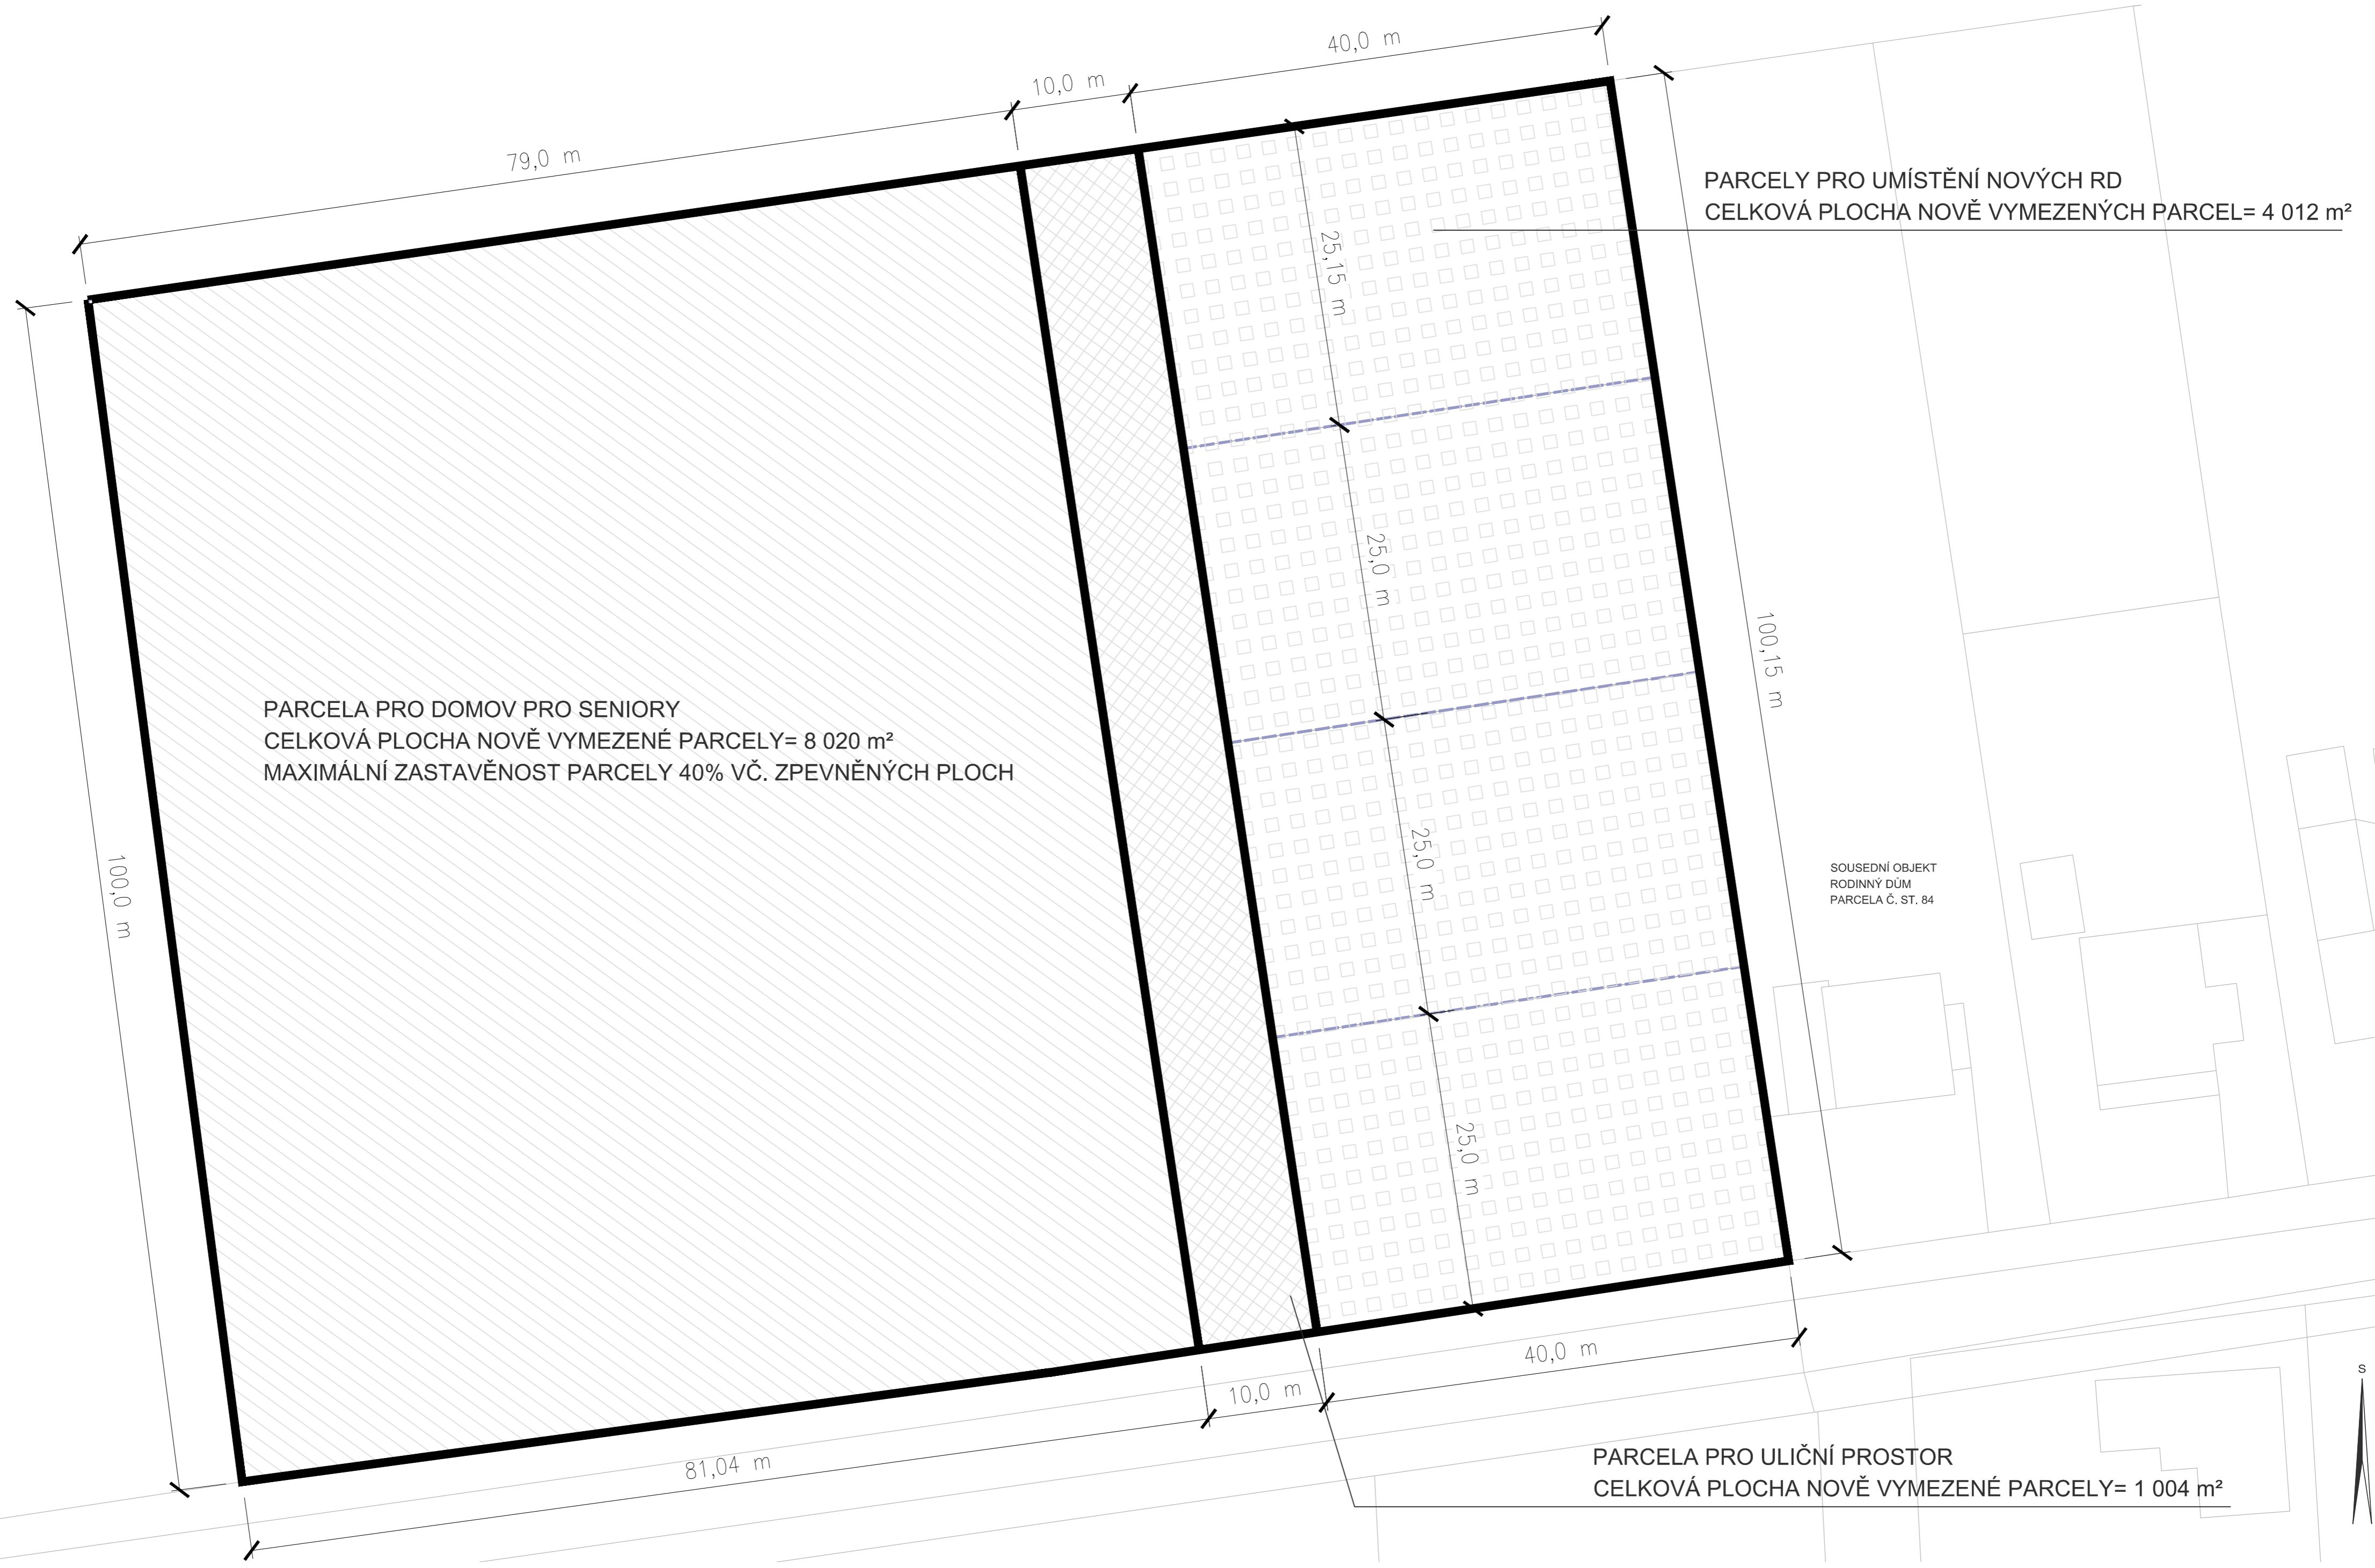 40,0 m
10,0 m
79,0 m
PARCELY PRO UMÍSTĚNÍ NOVÝCH RD
CELKOVÁ PLOCHA NOVĚ VYMEZENÝCH PARCEL= 4 012 m²
25,15 m
25,0 m
100,15 m
PARCELA PRO DOMOV PRO SENIORY
CELKOVÁ PLOCHA NOVĚ VYMEZENÉ PARCELY= 8 020 m²
MAXIMÁLNÍ ZASTAVĚNOST PARCELY 40% VČ. ZPEVNĚNÝCH PLOCH
25,0 m
100,0 m
SOUSEDNÍ OBJEKT
RODINNÝ DŮM
PARCELA Č. ST. 84
25,0 m
40,0 m
10,0 m
81,04 m
S
PARCELA PRO ULIČNÍ PROSTOR
CELKOVÁ PLOCHA NOVĚ VYMEZENÉ PARCELY= 1 004 m²